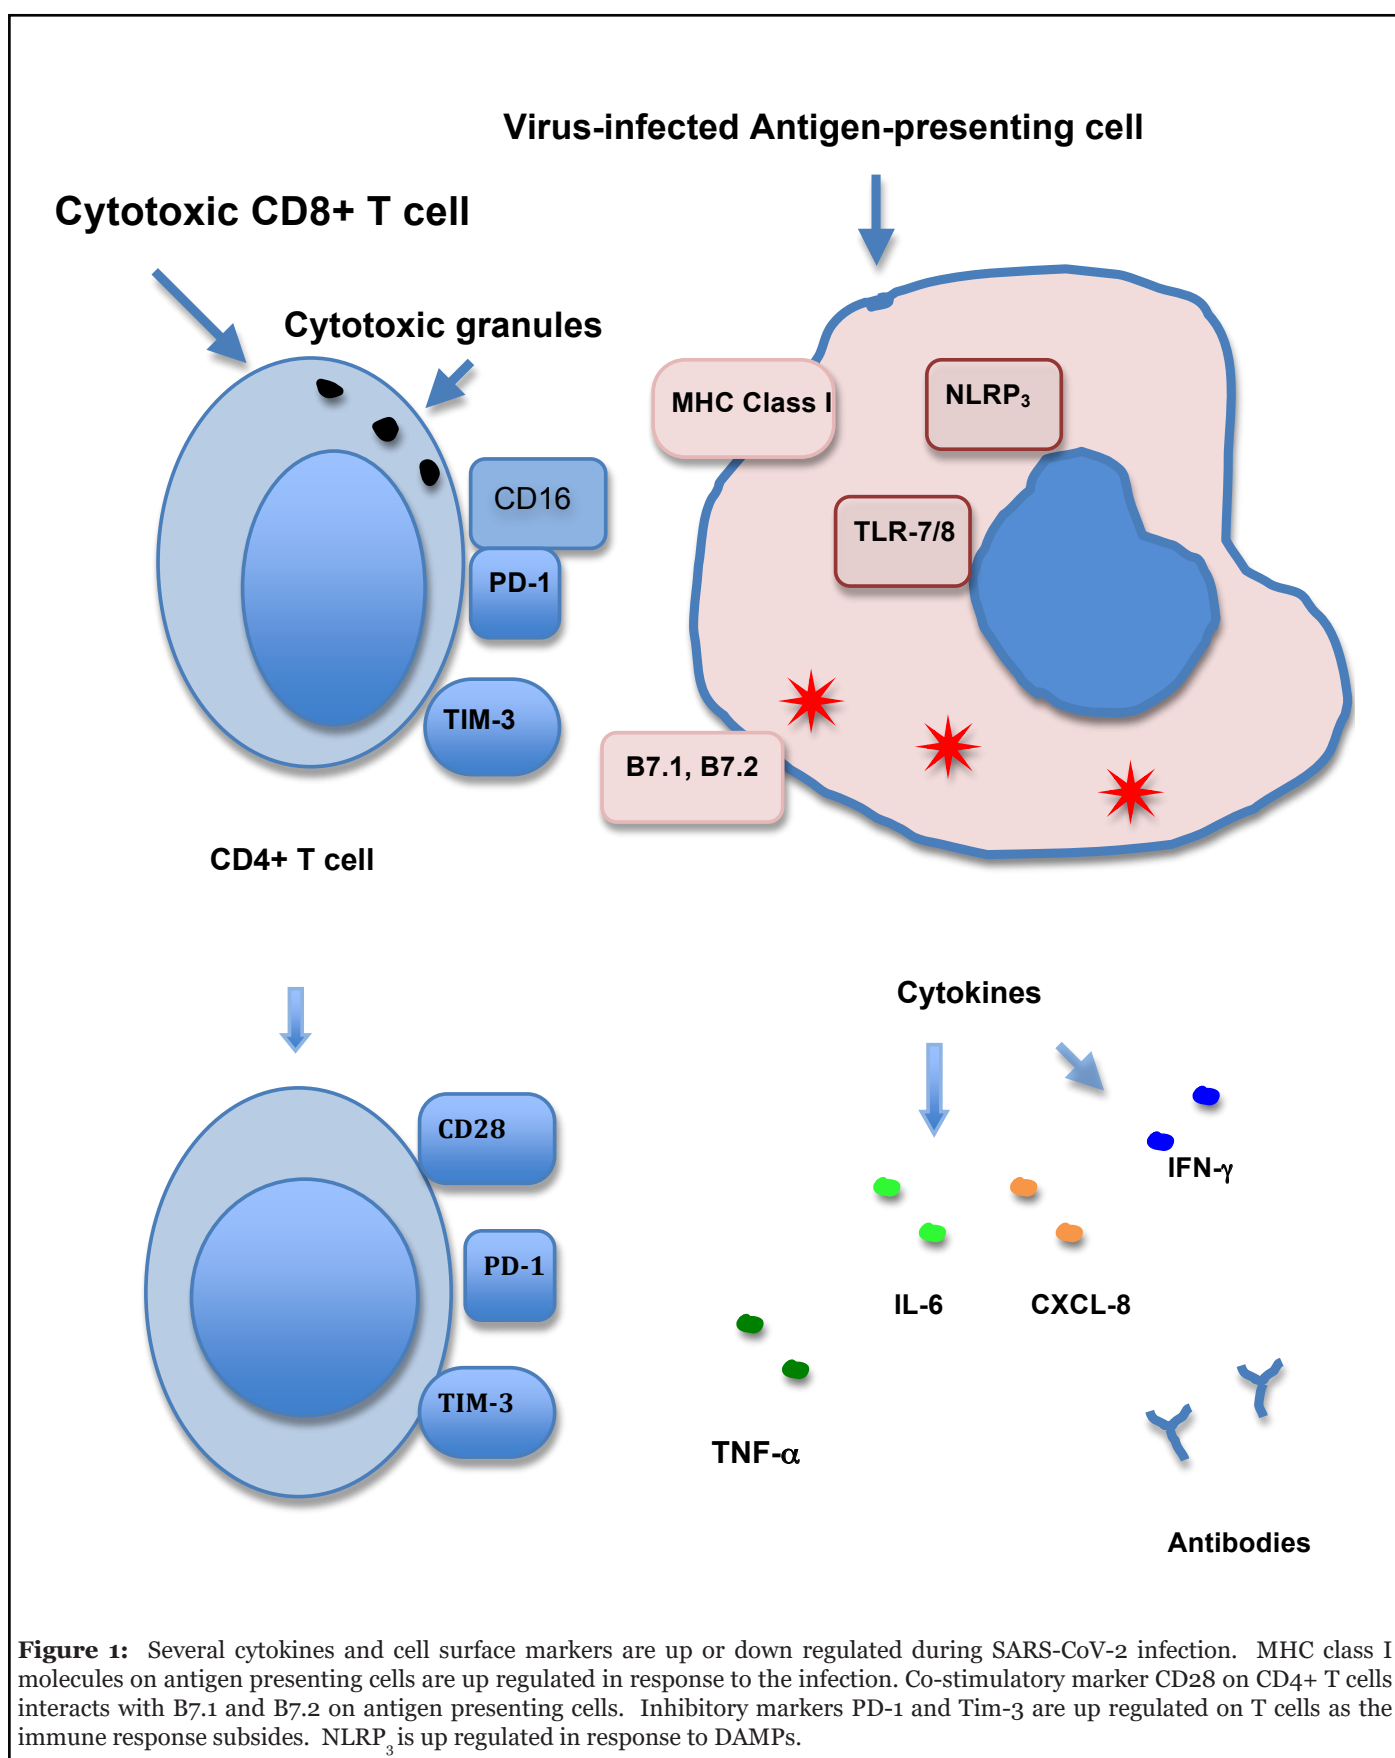 Virus-infected Antigen-presenting cell
Cytotoxic CD8+ T cell
Cytotoxic granules
MHC Class I
NLRP₃
CD16
TLR-7/8
PD-1
TIM-3
B7.1, B7.2
CD4+ T cell
Cytokines
CD28
IFN-γ
PD-1
IL-6
CXCL-8
TIM-3
TNF-α
Antibodies
Figure 1: Several cytokines and cell surface markers are up or down regulated during SARS-CoV-2 infection. MHC class I
molecules on antigen presenting cells are up regulated in response to the infection. Co-stimulatory marker CD28 on CD4+ T cells
interacts with B7.1 and B7.2 on antigen presenting cells. Inhibitory markers PD-1 and Tim-3 are up regulated on T cells as the
immune response subsides. NLRP₃ is up regulated in response to DAMPs.